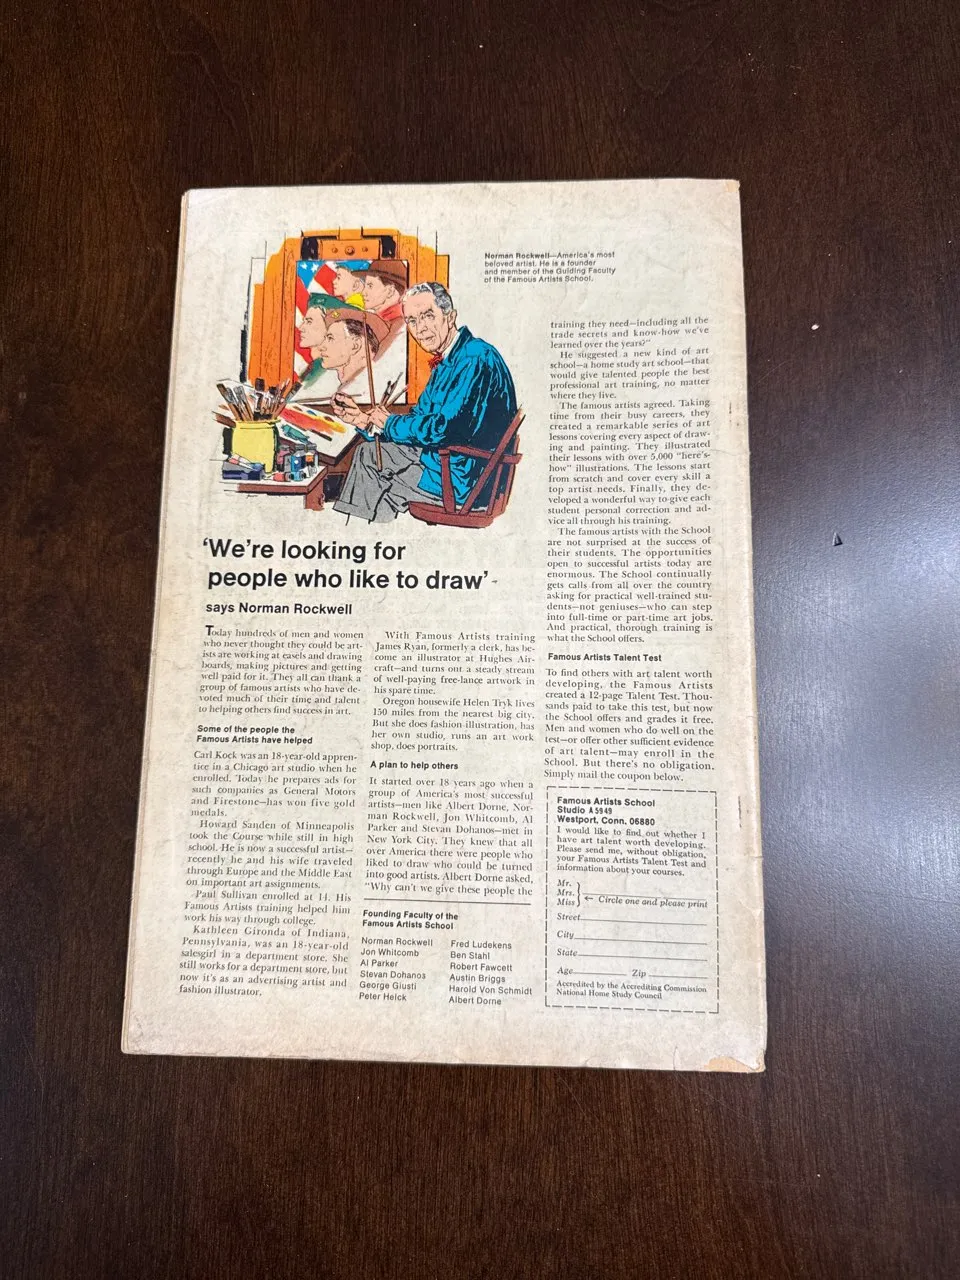 Norman Rockwell—America's most
beloved artist. He is a founder
and member of the Guiding Faculty
of the Famous Artists School.
'We're looking for
people who like to draw'
says Norman Rockwell
Today hundreds of men and women
who never thought they could be art-
ists are working at easels and drawing
boards, making pictures and getting
well paid for it. They all can thank a
group of famous artists who have de-
voted much of their time and talent
to helping others find success in art.
Some of the people the
Famous Artists have helped
Carl Kock was an 18-year-old appren-
tice in a Chicago art studio when he
enrolled. Today he prepares ads for
such companies as General Motors
and Firestone—has won five gold
medals.
Howard Sanden of Minneapolis
took the Course while still in high
school. He is now a successful artist—
recently he and his wife traveled
through Europe and the Middle East
on important art assignments.
Paul Sullivan enrolled at 14. His
Famous Artists training helped him
work his way through college.
Kathleen Gironda of Indiana,
Pennsylvania, was an 18-year-old
salesgirl in a department store. She
still works for a department store, but
now it's as an advertising artist and
fashion illustrator.
With Famous Artists training
James Ryan, formerly a clerk, has be-
come an illustrator at Hughes Air-
craft—and turns out a steady stream
of well-paying free-lance artwork in
his spare time.
Oregon housewife Helen Tryk lives
150 miles from the nearest big city.
But she does fashion illustration, has
her own studio, runs an art work
shop, does portraits.
A plan to help others
It started over 18 years ago when a
group of America's most successful
artists—men like Albert Dorne, Nor-
man Rockwell, Jon Whitcomb, Al
Parker and Stevan Dohanos—met in
New York City. They knew that all
over America there were people who
liked to draw who could be turned
into good artists. Albert Dorne asked,
"Why can't we give these people the
Founding Faculty of the
Famous Artists School
Norman Rockwell
Jon Whitcomb
Al Parker
Stevan Dohanos
George Giusti
Peter Helck
Fred Ludekens
Ben Stahl
Robert Fawcett
Austin Briggs
Harold Von Schmidt
Albert Dorne
training they need—including all the
trade secrets and know-how we've
learned over the years?"
He suggested a new kind of art
school—a home study art school—that
would give talented people the best
professional art training, no matter
where they live.
The famous artists agreed. Taking
time from their busy careers, they
created a remarkable series of art
lessons covering every aspect of draw-
ing and painting. They illustrated
their lessons with over 5,000 "here's-
how" illustrations. The lessons start
from scratch and cover every skill a
top artist needs. Finally, they de-
veloped a wonderful way to give each
student personal correction and ad-
vice all through his training.
The famous artists with the School
are not surprised at the success of
their students. The opportunities
open to successful artists today are
enormous. The School continually
gets calls from all over the country
asking for practical well-trained stu-
dents—not geniuses—who can step
into full-time or part-time art jobs.
And practical, thorough training is
what the School offers.
Famous Artists Talent Test
To find others with art talent worth
developing, the Famous Artists
created a 12-page Talent Test. Thou-
sands paid to take this test, but now
the School offers and grades it free.
Men and women who do well on the
test—or offer other sufficient evidence
of art talent—may enroll in the
School. But there's no obligation.
Simply mail the coupon below.
Famous Artists School
Studio A5949
Westport, Conn. 06880
I would like to find out whether I
have art talent worth developing.
Please send me, without obligation,
your Famous Artists Talent Test and
information about your courses.
Mr.
Mrs.
Miss ← Circle one and please print
Street
City
State
Age Zip
Accredited by the Accrediting Commission
National Home Study Council